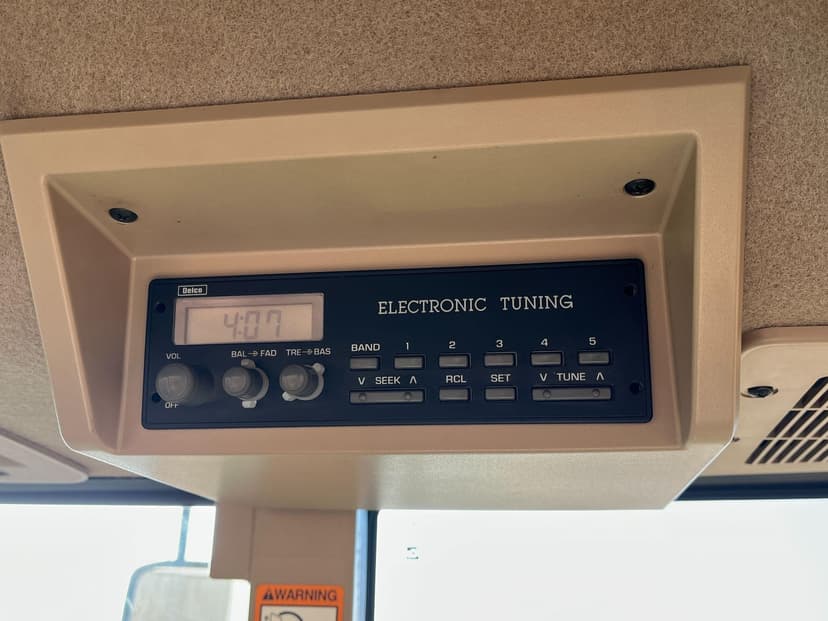 Delco
4:07
ELECTRONIC TUNING
VOL
BAL → FAD
TRE → BAS
BAND 1 2 3 4 5
V SEEK Λ RCL SET V TUNE Λ
OFF
⚠WARNING